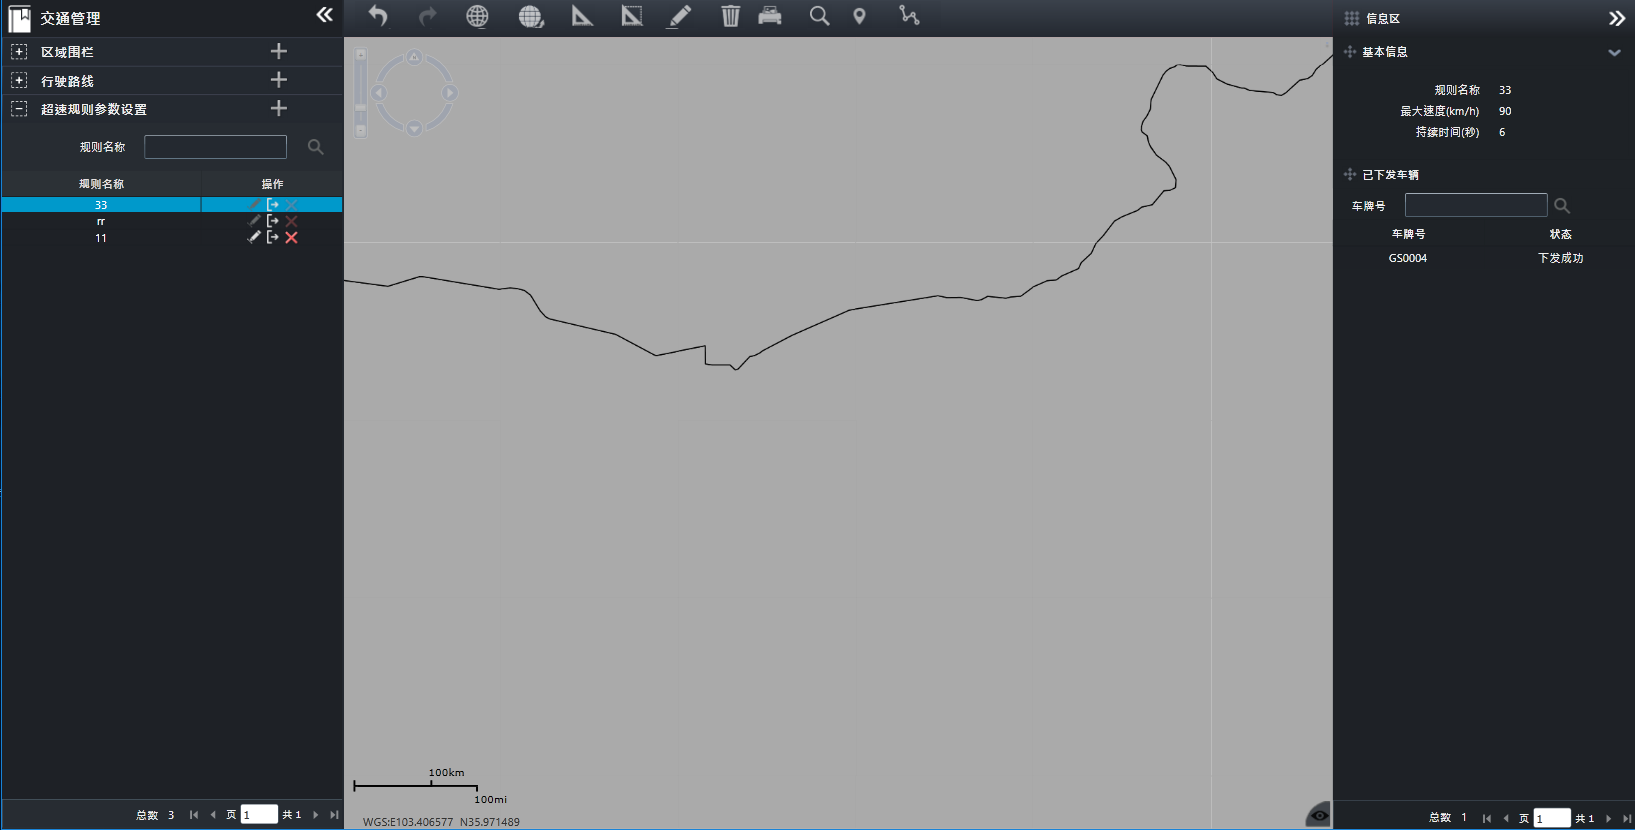 交通管理
区域围栏
行驶路线
超速规则参数设置
规则名称
规则名称 操作
33
rr
11
总数 3 页 1 共 1
100km
100mi
WGS:E103.406577 N35.971489
信息区
基本信息
规则名称 33
最大速度(km/h) 90
持续时间(秒) 6
已下发车辆
车牌号
车牌号 状态
GS0004 下发成功
总数 1 页 1 共 1